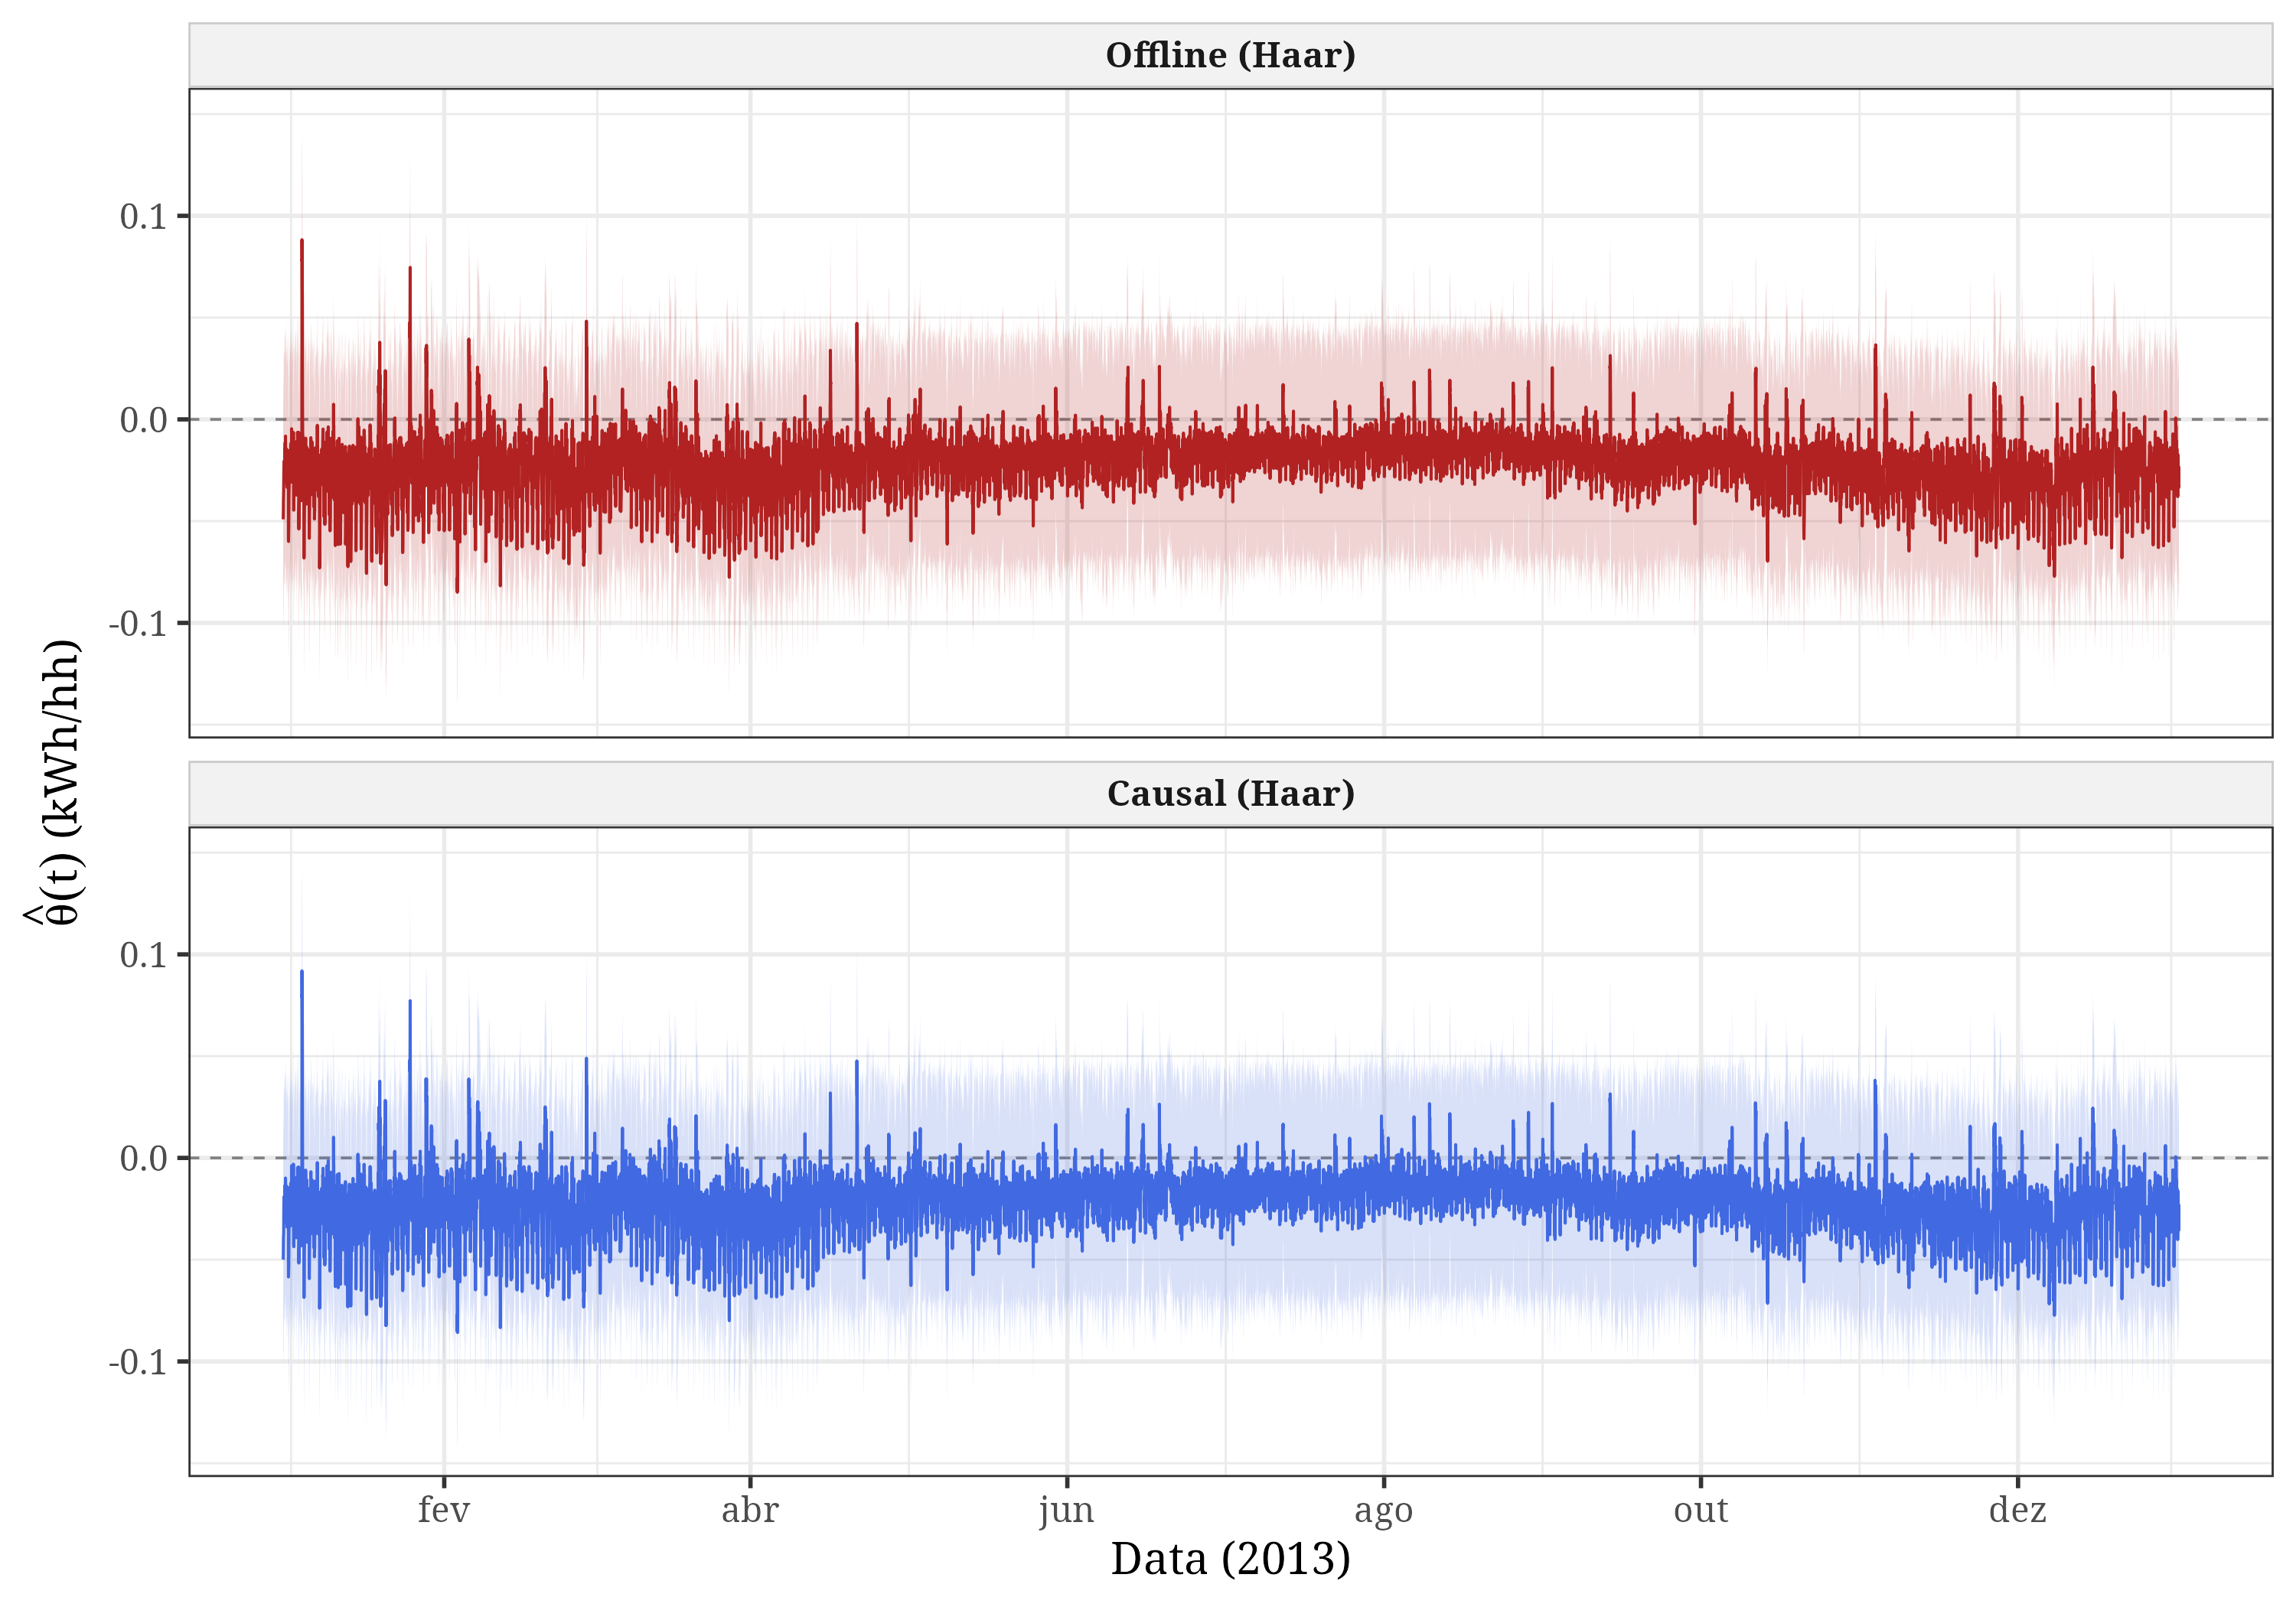 Offline (Haar)
0.1
0.0
-0.1
Causal (Haar)
0.1
0.0
-0.1
θ̂(t) (kWh/hh)
fev abr jun ago out dez
Data (2013)